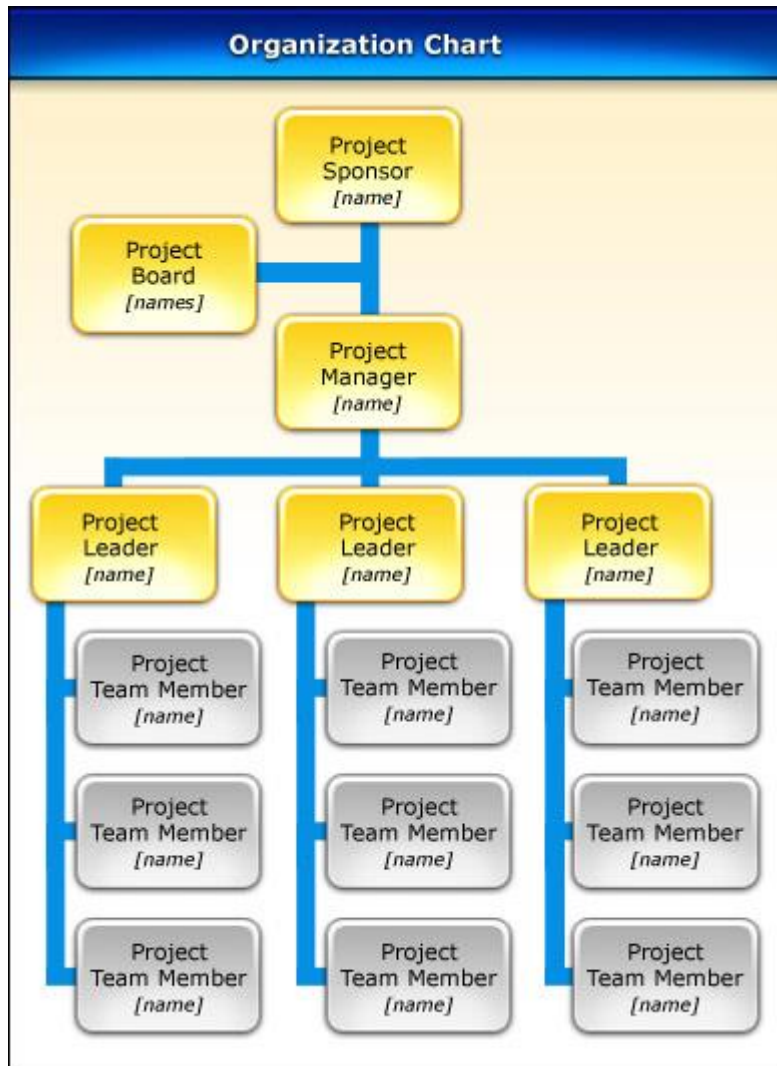 Organization Chart
Project
Sponsor
[name]
Project
Board
[names]
Project
Manager
[name]
Project
Leader
[name]
Project
Leader
[name]
Project
Leader
[name]
Project
Team Member
[name]
Project
Team Member
[name]
Project
Team Member
[name]
Project
Team Member
[name]
Project
Team Member
[name]
Project
Team Member
[name]
Project
Team Member
[name]
Project
Team Member
[name]
Project
Team Member
[name]